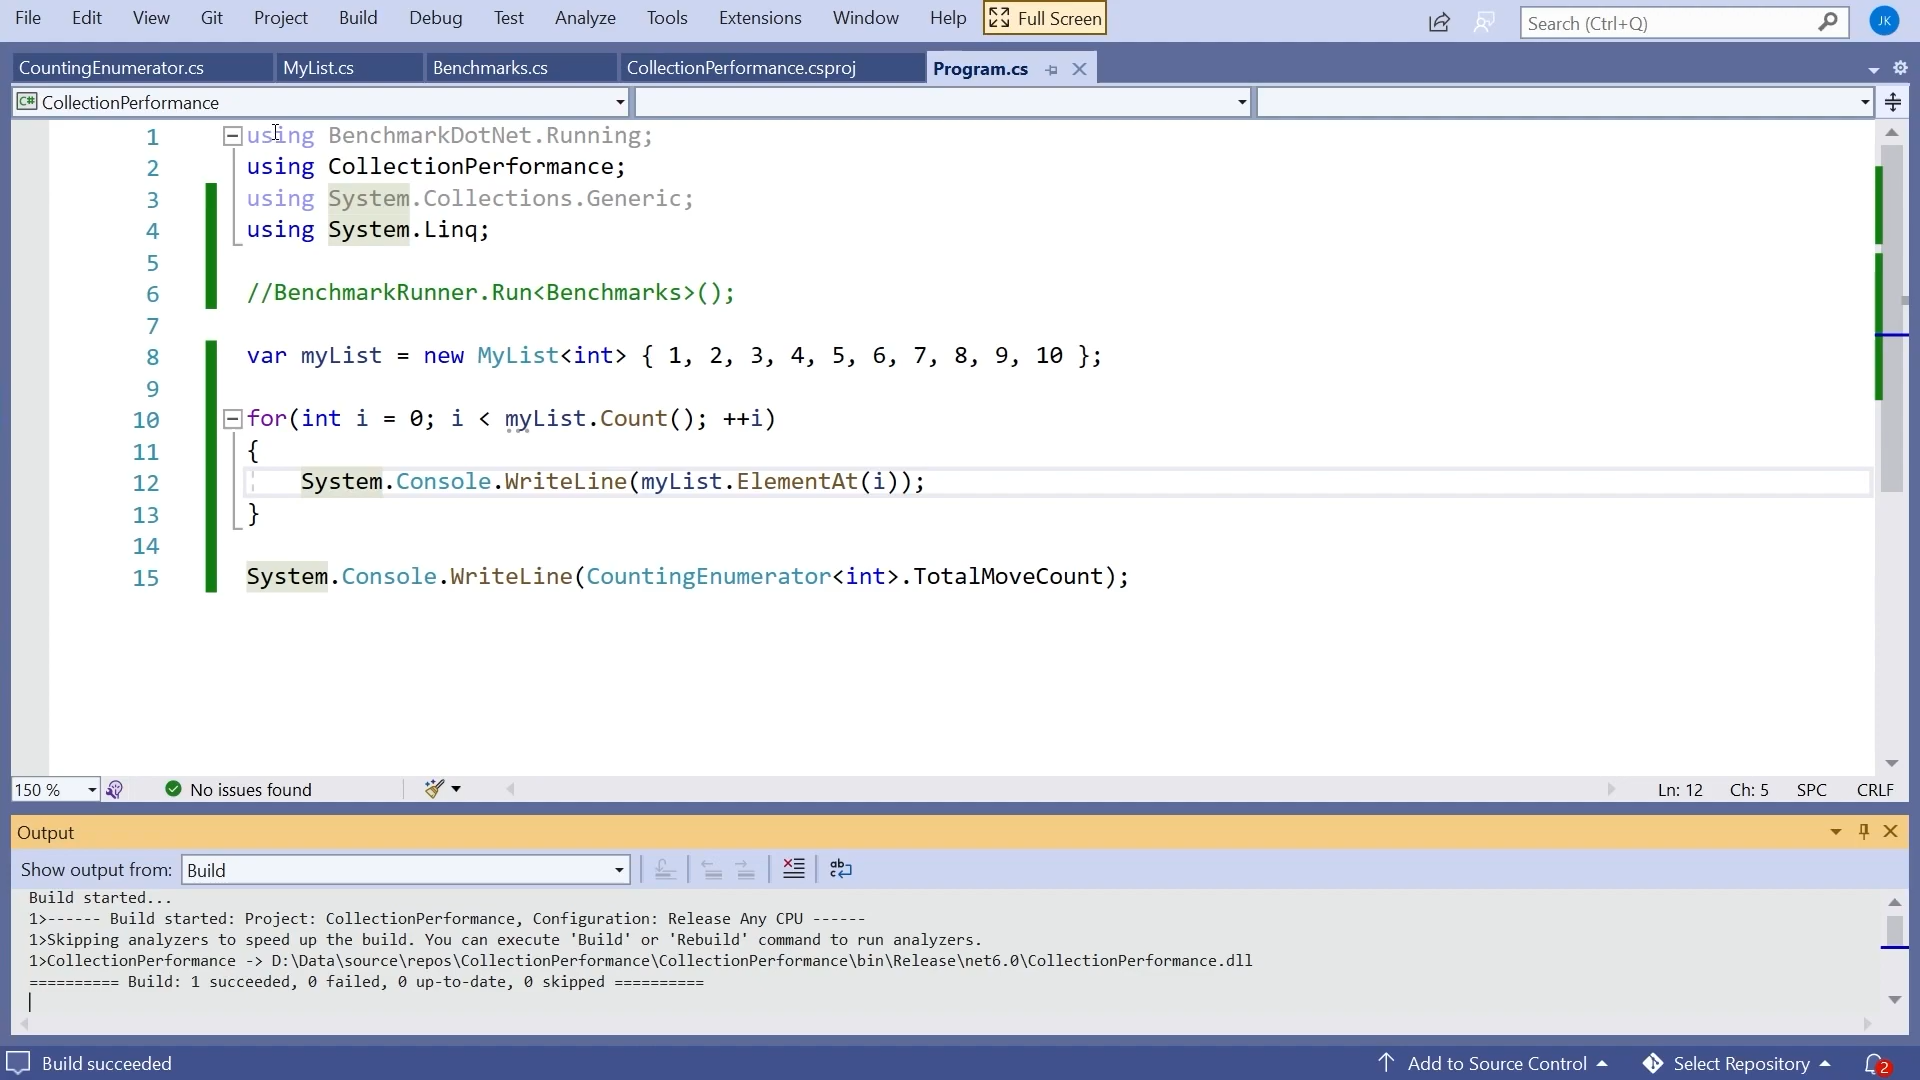 File Edit View Git Project Build Debug Test Analyze Tools Extensions Window Help Full Screen Search (Ctrl+Q) JK
CountingEnumerator.cs MyList.cs Benchmarks.cs CollectionPerformance.csproj Program.cs
C# CollectionPerformance
1 using BenchmarkDotNet.Running;
2 using CollectionPerformance;
3 using System.Collections.Generic;
4 using System.Linq;
5
6 //BenchmarkRunner.Run<Benchmarks>();
7
8 var myList = new MyList<int> { 1, 2, 3, 4, 5, 6, 7, 8, 9, 10 };
9
10 for(int i = 0; i < myList.Count(); ++i)
11 {
12 System.Console.WriteLine(myList.ElementAt(i));
13 }
14
15 System.Console.WriteLine(CountingEnumerator<int>.TotalMoveCount);
150 % No issues found Ln: 12 Ch: 5 SPC CRLF
Output
Show output from: Build
Build started...
1>------ Build started: Project: CollectionPerformance, Configuration: Release Any CPU ------
1>Skipping analyzers to speed up the build. You can execute 'Build' or 'Rebuild' command to run analyzers.
1>CollectionPerformance -> D:\Data\source\repos\CollectionPerformance\CollectionPerformance\bin\Release\net6.0\CollectionPerformance.dll
========== Build: 1 succeeded, 0 failed, 0 up-to-date, 0 skipped ==========
Build succeeded Add to Source Control Select Repository 2